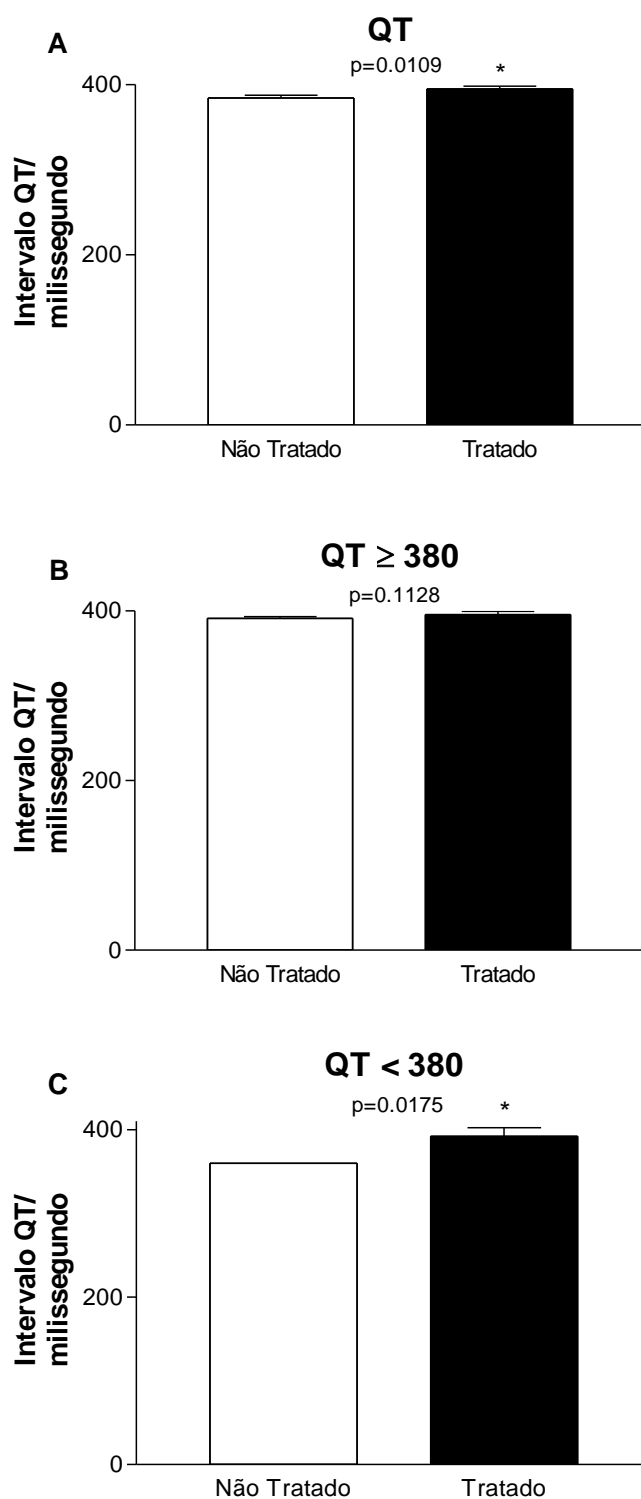 A
QT
p=0.0109
*
Intervalo QT/
milissegundo
400
200
0
Não Tratado
Tratado
B
QT ≥ 380
p=0.1128
Intervalo QT/
milissegundo
400
200
0
Não Tratado
Tratado
C
QT < 380
p=0.0175
*
Intervalo QT/
milissegundo
400
200
0
Não Tratado
Tratado